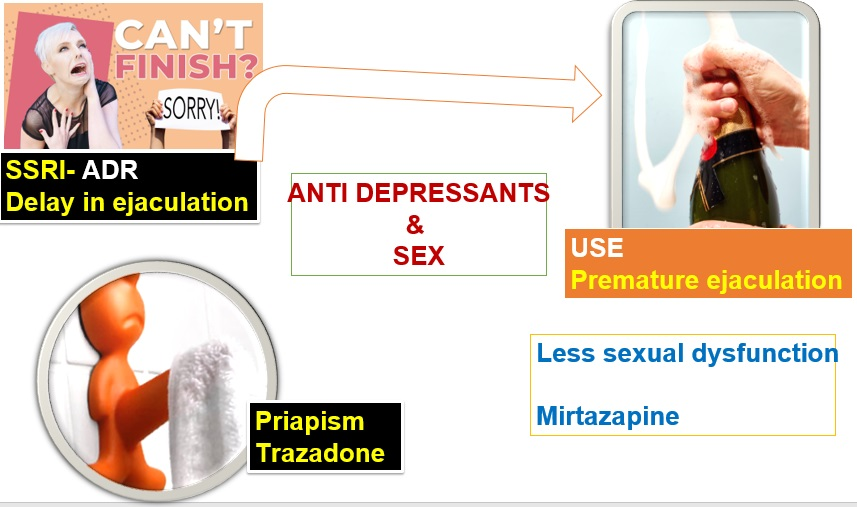 CAN'T
FINISH?
SORRY!
SSRI- ADR
Delay in ejaculation
ANTI DEPRESSANTS
&
SEX
USE
Premature ejaculation
Less sexual dysfunction
Mirtazapine
Priapism
Trazadone